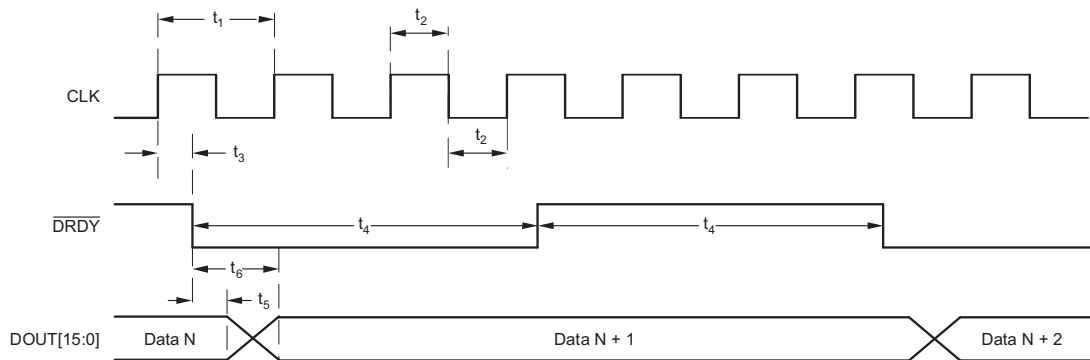 t1
t2
CLK
t3
t2
DRDY
t4
t4
t6
t5
DOUT[15:0]
Data N
Data N + 1
Data N + 2